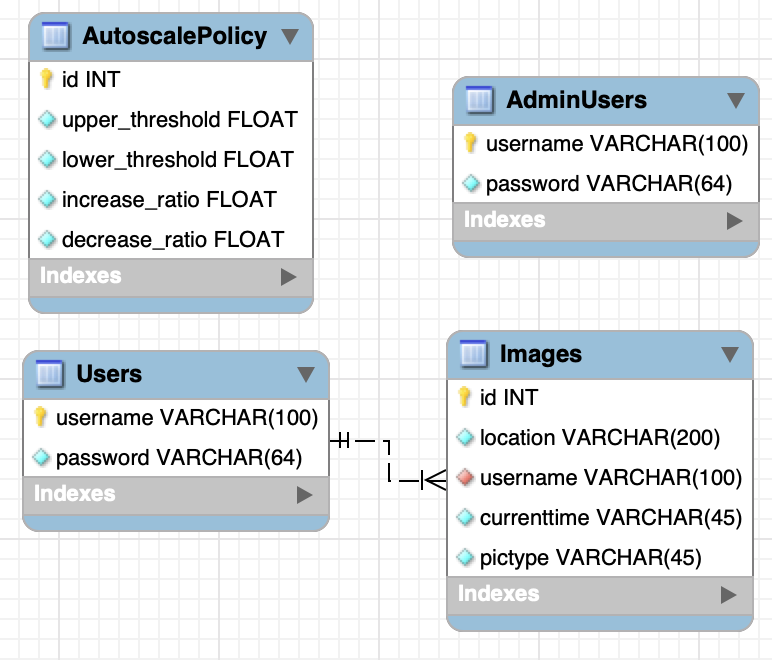 AutoscalePolicy
id INT
upper_threshold FLOAT
lower_threshold FLOAT
increase_ratio FLOAT
decrease_ratio FLOAT
Indexes
AdminUsers
username VARCHAR(100)
password VARCHAR(64)
Indexes
Users
username VARCHAR(100)
password VARCHAR(64)
Indexes
Images
id INT
location VARCHAR(200)
username VARCHAR(100)
currenttime VARCHAR(45)
pictype VARCHAR(45)
Indexes